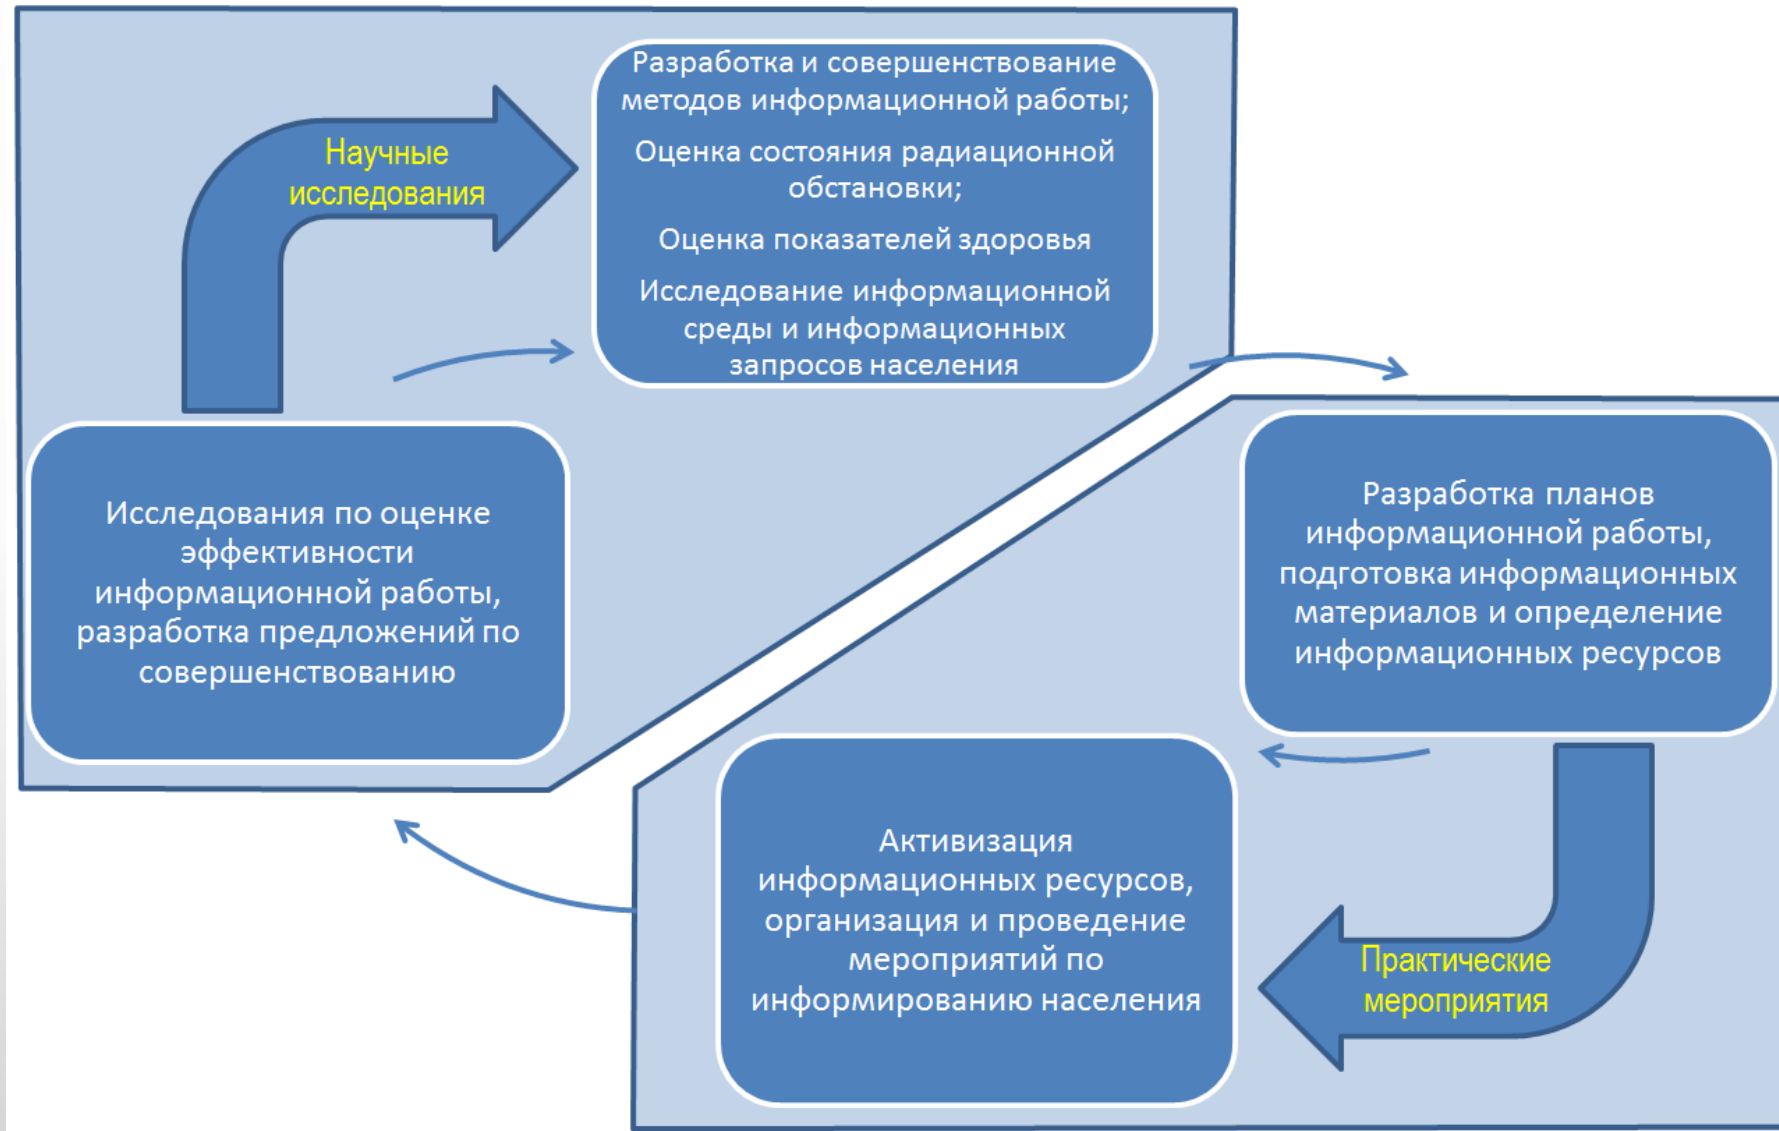 Разработка и совершенствование
методов информационной работы;
Оценка состояния радиационной
обстановки;
Оценка показателей здоровья
Исследование информационной
среды и информационных
запросов населения
Научные
исследования
Исследования по оценке
эффективности
информационной работы,
разработка предложений по
совершенствованию
Разработка планов
информационной работы,
подготовка информационных
материалов и определение
информационных ресурсов
Активизация
информационных ресурсов,
организация и проведение
мероприятий по
информированию населения
Практические
мероприятия